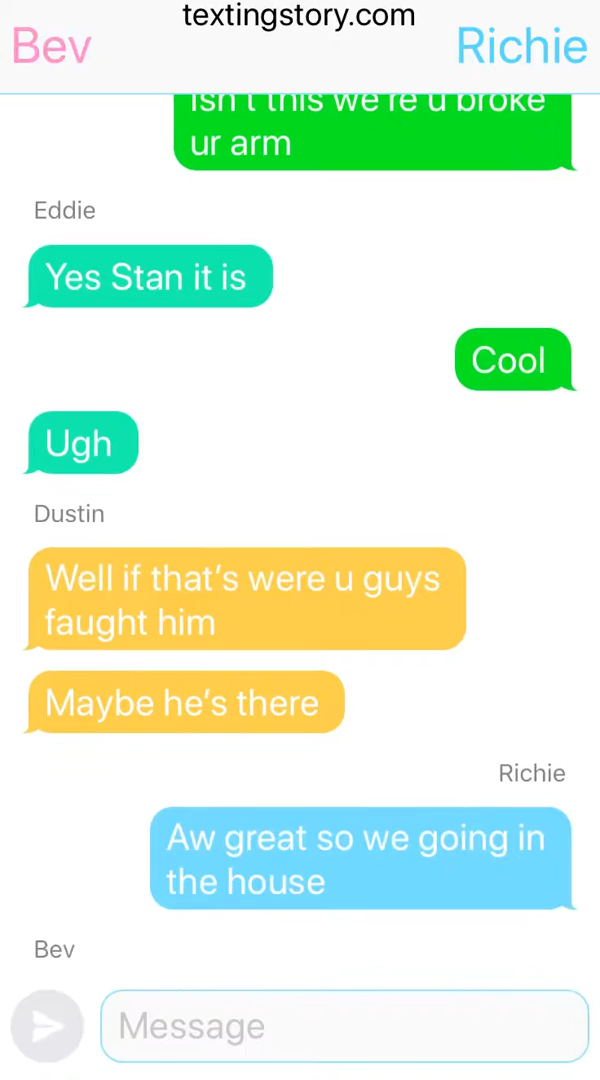 textingstory.com
Bev
Richie
isn't this we're u broke
ur arm
Eddie
Yes Stan it is
Cool
Ugh
Dustin
Well if that's were u guys
faught him
Maybe he's there
Richie
Aw great so we going in
the house
Bev
Message